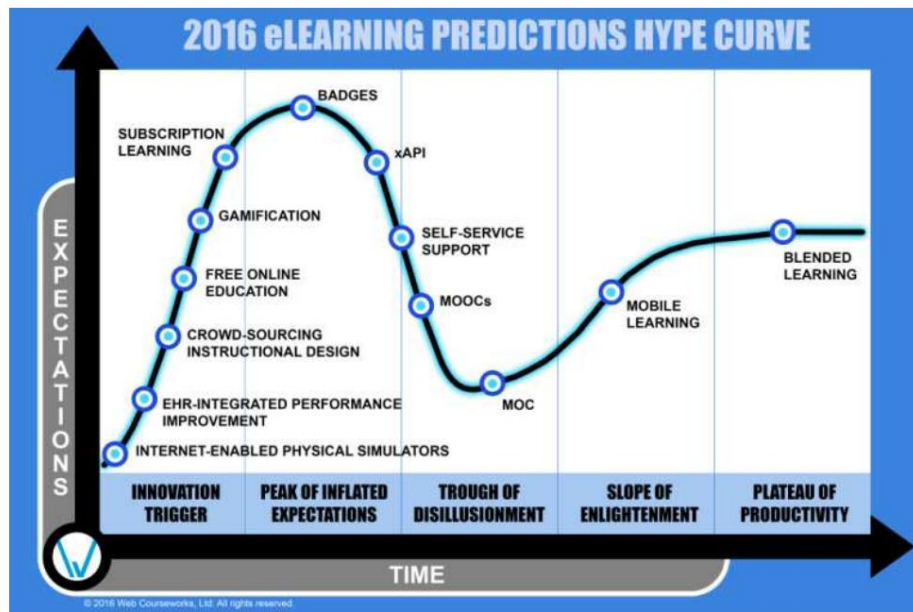 2016 eLEARNING PREDICTIONS HYPE CURVE
BADGES
SUBSCRIPTION
LEARNING
xAPI
GAMIFICATION
SELF-SERVICE
SUPPORT
FREE ONLINE
EDUCATION
MOOCs
CROWD-SOURCING
INSTRUCTIONAL DESIGN
EHR-INTEGRATED PERFORMANCE
IMPROVEMENT
INTERNET-ENABLED PHYSICAL SIMULATORS
MOC
MOBILE
LEARNING
BLENDED
LEARNING
EXPECTATIONS
INNOVATION
TRIGGER
PEAK OF INFLATED
EXPECTATIONS
TROUGH OF
DISILLUSIONMENT
SLOPE OF
ENLIGHTENMENT
PLATEAU OF
PRODUCTIVITY
W
TIME
© 2016 Web Courseworks, Ltd. All rights reserved.